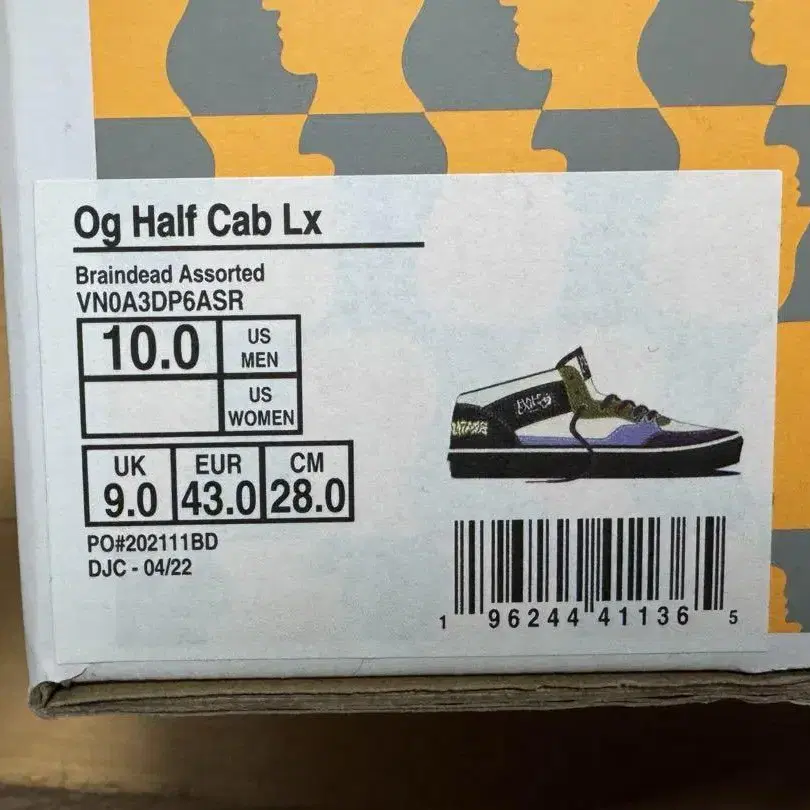 Og Half Cab Lx
Braindead Assorted
VN0A3DP6ASR
10.0
US
MEN
US
WOMEN
UK
9.0
EUR
43.0
CM
28.0
PO#202111BD
DJC - 04/22
1 96244 41136 5